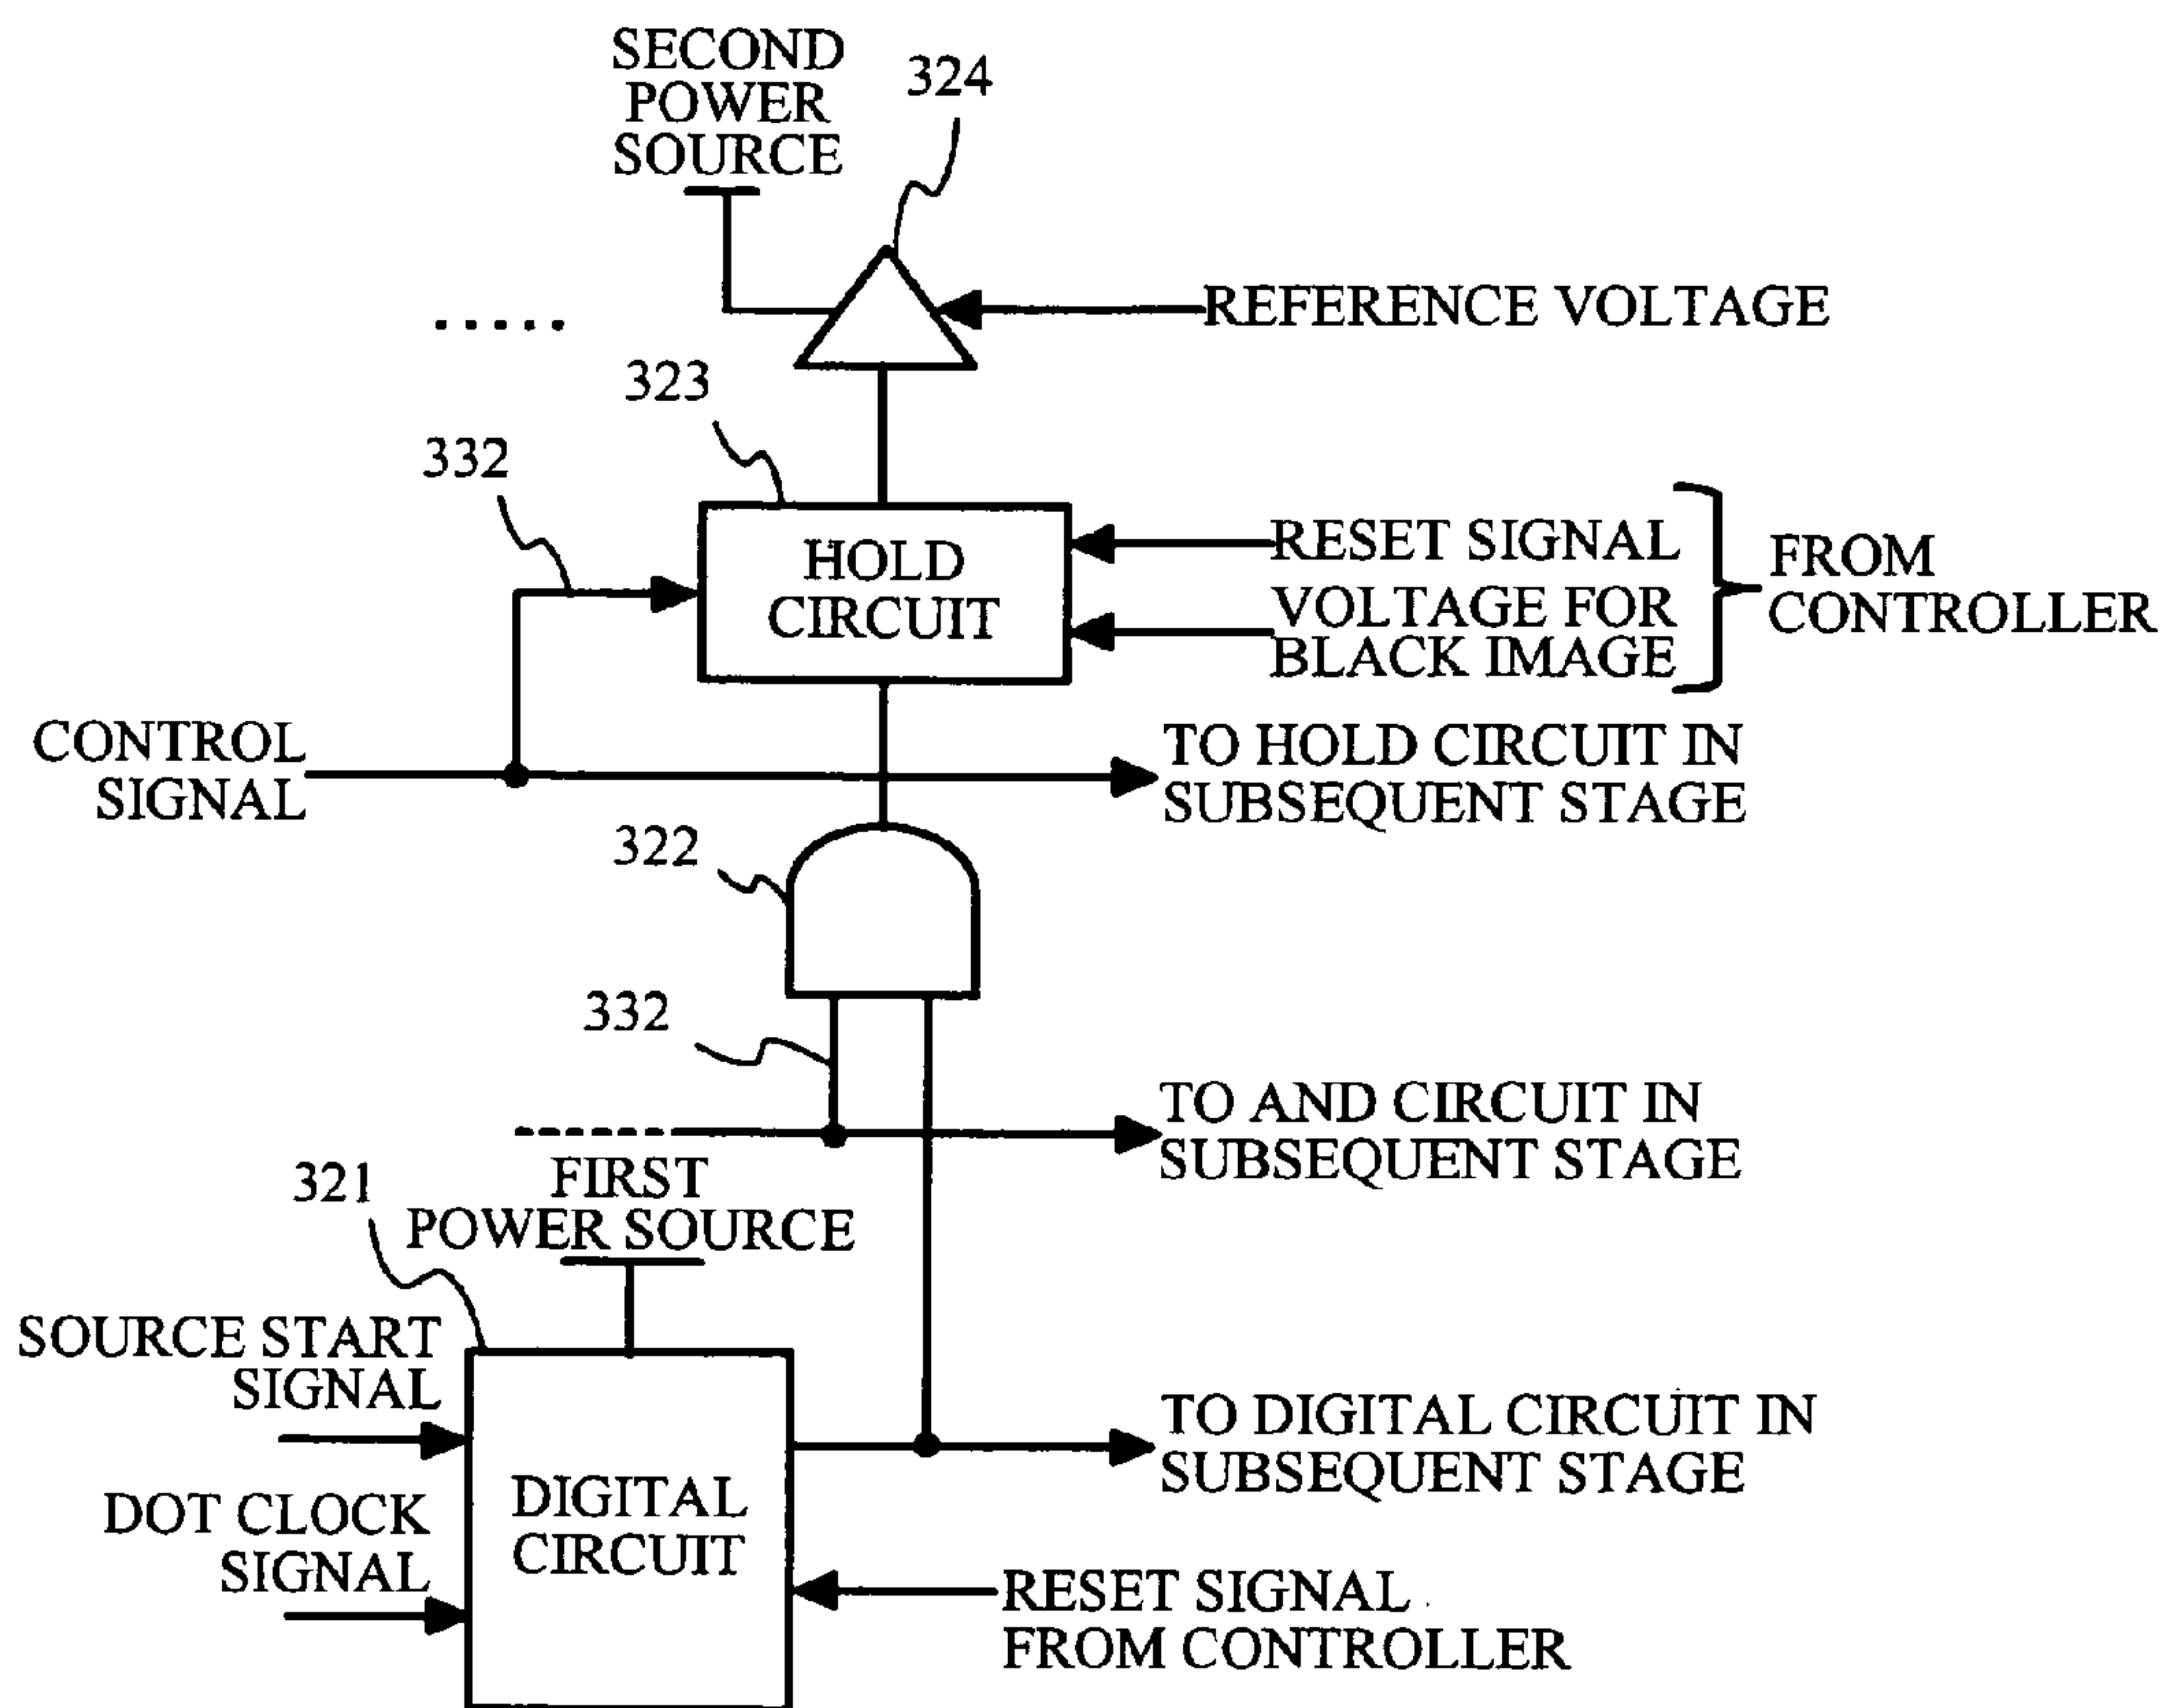 SECOND
POWER
SOURCE
324
REFERENCE VOLTAGE
323
332
HOLD
CIRCUIT
RESET SIGNAL
VOLTAGE FOR
BLACK IMAGE
FROM
CONTROLLER
CONTROL
SIGNAL
TO HOLD CIRCUIT IN
SUBSEQUENT STAGE
322
332
TO AND CIRCUIT IN
SUBSEQUENT STAGE
FIRST
POWER SOURCE
321
SOURCE START
SIGNAL
DOT CLOCK
SIGNAL
DIGITAL
CIRCUIT
TO DIGITAL CIRCUIT IN
SUBSEQUENT STAGE
RESET SIGNAL
FROM CONTROLLER